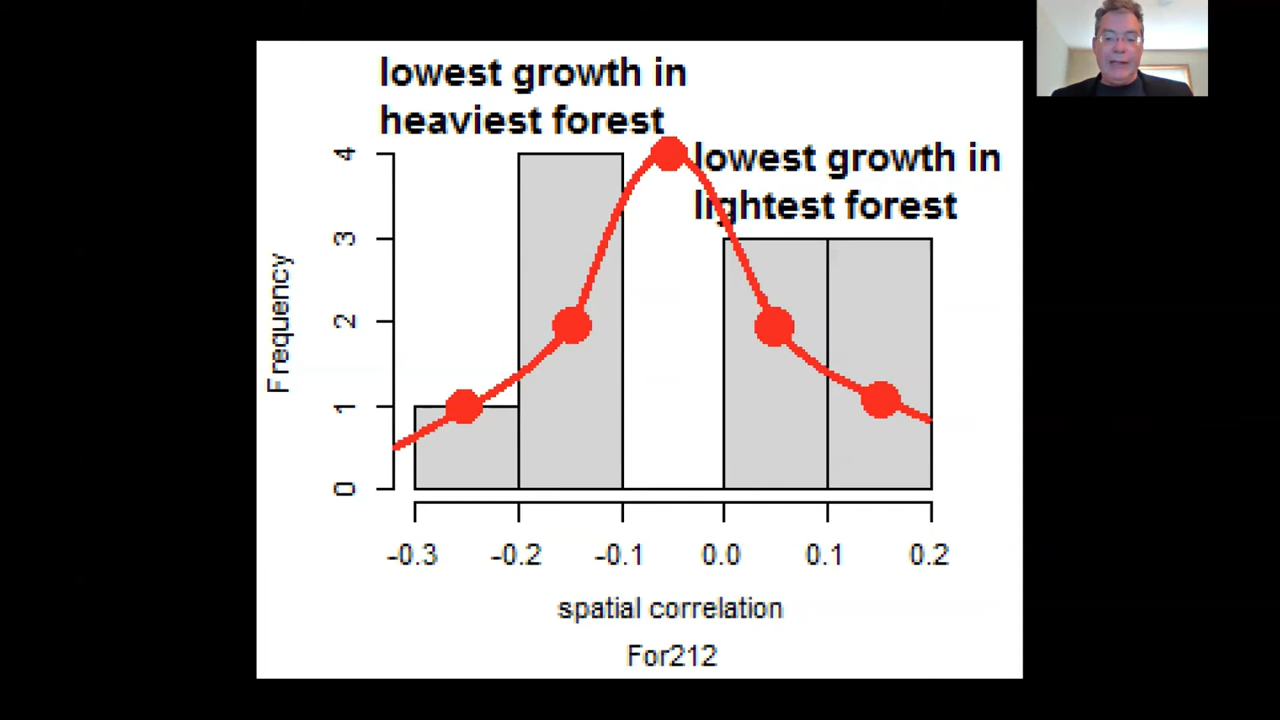 lowest growth in
heaviest forest
lowest growth in
lightest forest
Frequency
4
3
2
1
0
-0.3 -0.2 -0.1 0.0 0.1 0.2
spatial correlation
For212